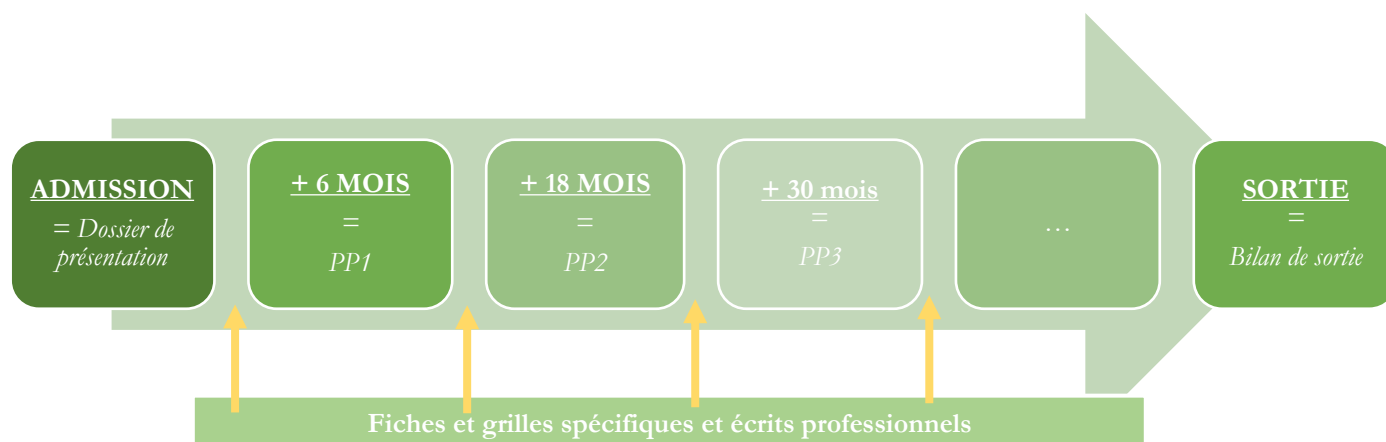 ADMISSION
= Dossier de
présentation
+ 6 MOIS
=
PP1
+ 18 MOIS
=
PP2
+ 30 mois
=
PP3
…
SORTIE
=
Bilan de sortie
Fiches et grilles spécifiques et écrits professionnels